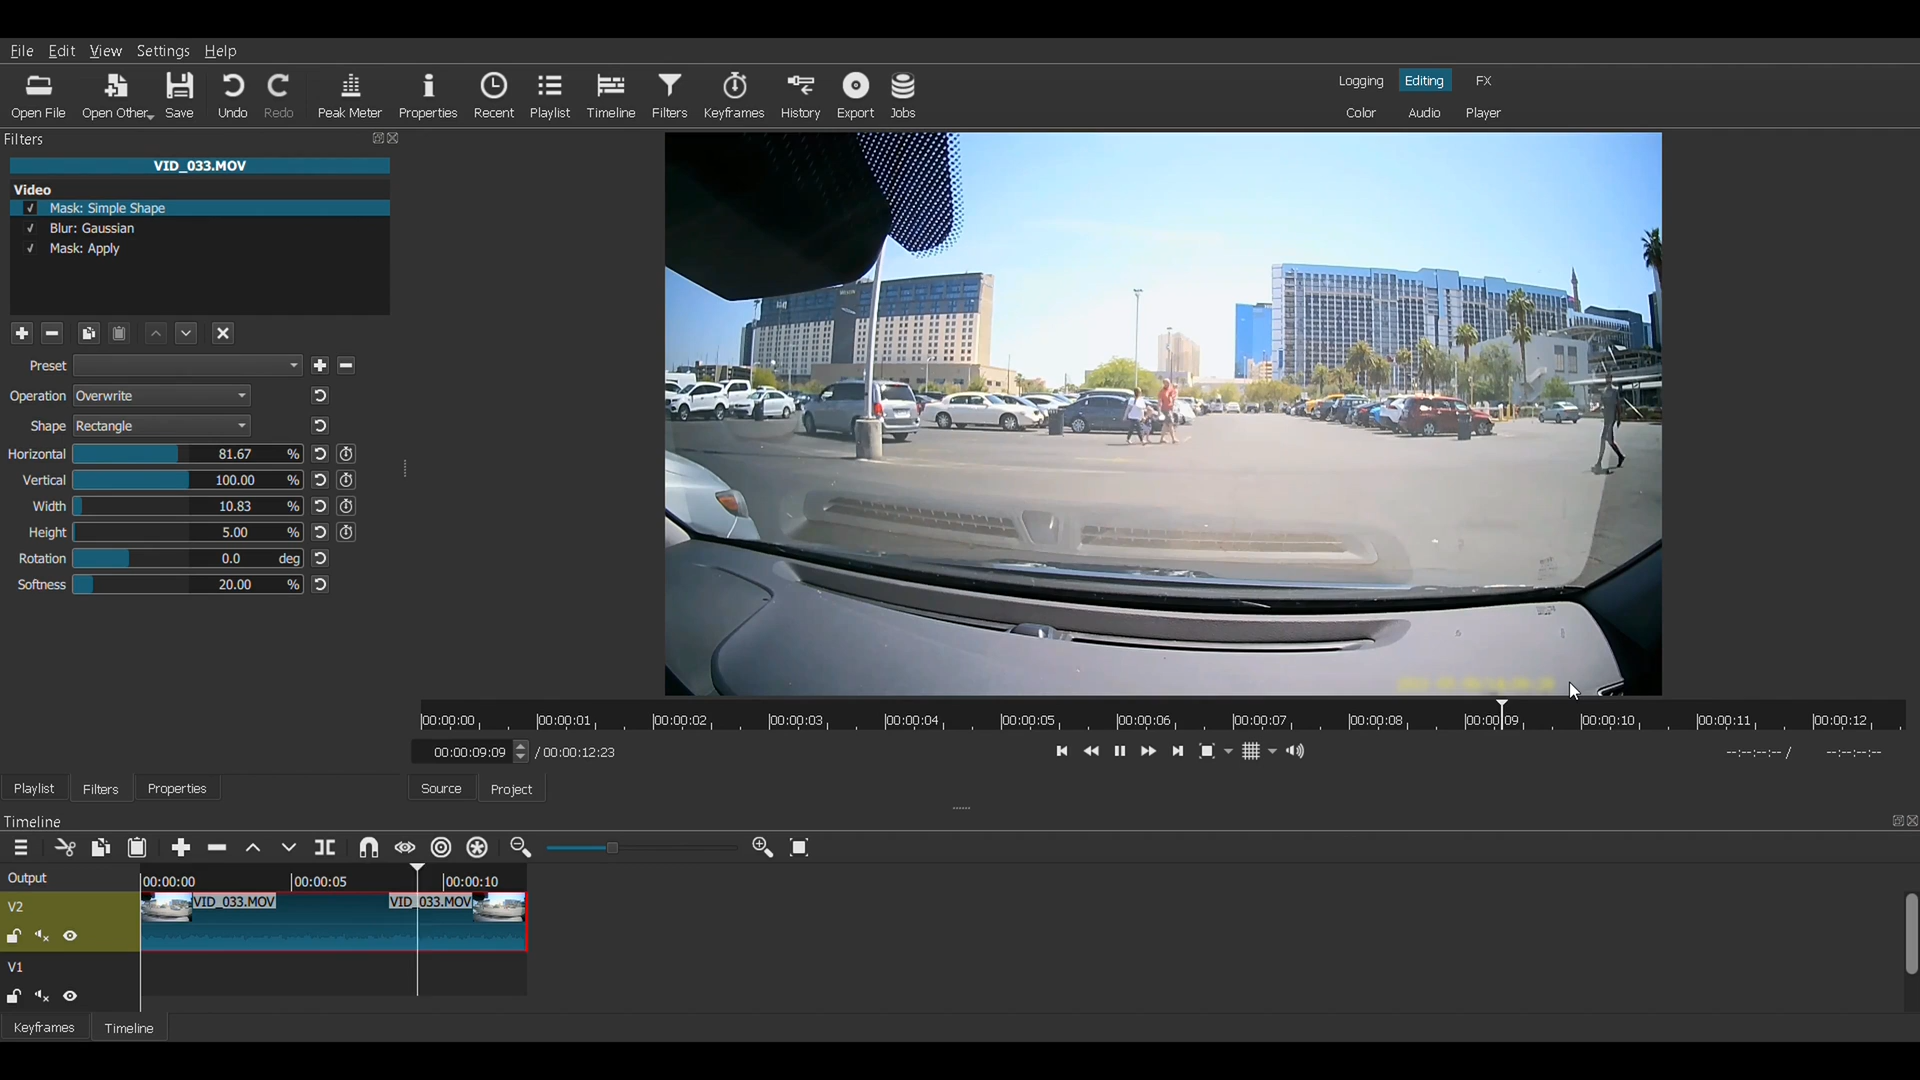 File Edit View Settings Help
Open File Open Other Save Undo Redo Peak Meter Properties Recent Playlist Timeline Filters Keyframes History Export Jobs
Logging Editing FX
Color Audio Player
Filters
VID_033.MOV
Video
Mask: Simple Shape
Blur: Gaussian
Mask: Apply
Preset
Operation Overwrite
Shape Rectangle
Horizontal 81.67 %
Vertical 100.00 %
Width 10.83 %
Height 5.00 %
Rotation 0.0 deg
Softness 20.00 %
00:00:00 00:00:01 00:00:02 00:00:03 00:00:04 00:00:05 00:00:06 00:00:07 00:00:08 00:00:09 00:00:10 00:00:11 00:00:12
00:00:09:09 / 00:00:12:23 --:--:--:-- / --:--:--:--
Playlist Filters Properties Source Project
Timeline
Output 00:00:00 00:00:05 00:00:10
V2 VID_033.MOV VID_033.MOV
V1
Keyframes Timeline